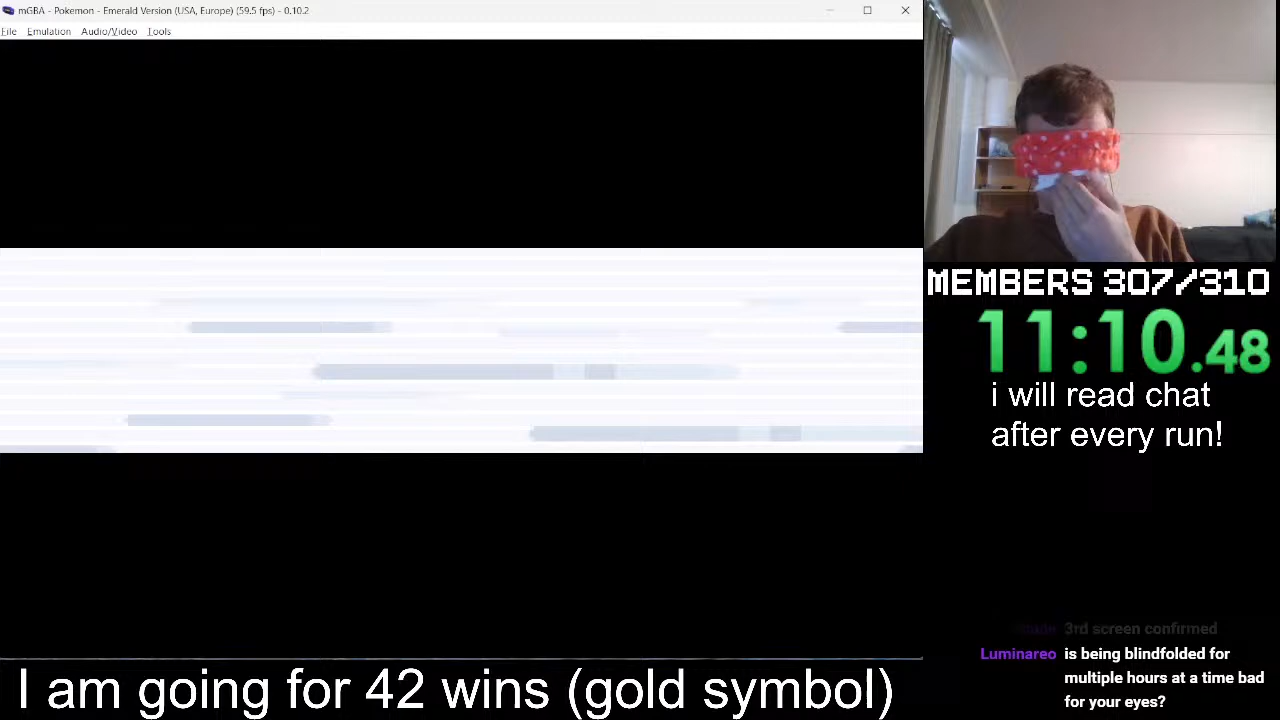 mGBA - Pokemon - Emerald Version (USA, Europe) (59.5 fps) - 0.10.2
File Emulation Audio/Video Tools
MEMBERS 307/310
11:10.48
i will read chat
after every run!
3rd screen confirmed
Luminareo is being blindfolded for
multiple hours at a time bad
for your eyes?
I am going for 42 wins (gold symbol)